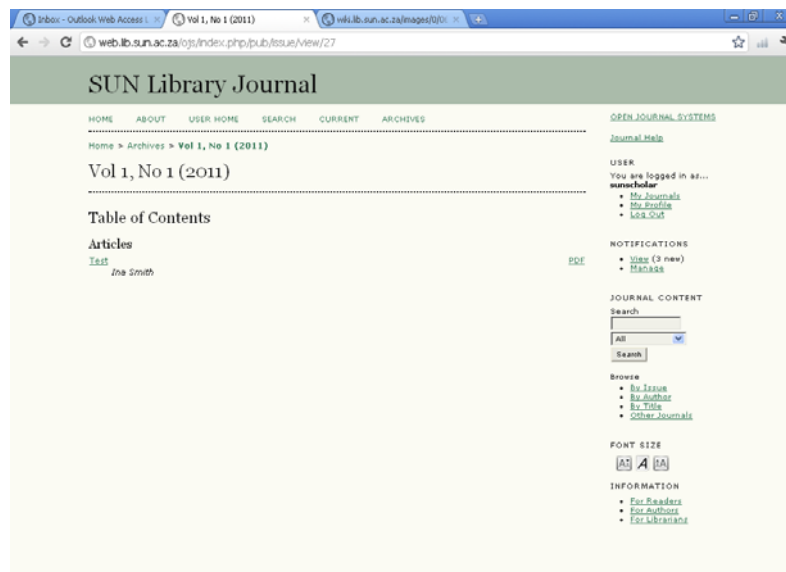 Inbox - Outlook Web Access L
Vol 1, No 1 (2011)
wiki.lib.sun.ac.za/images/0/0
web.lib.sun.ac.za/ojs/index.php/pub/issue/view/27
SUN Library Journal
HOME ABOUT USER HOME SEARCH CURRENT ARCHIVES
Home > Archives > Vol 1, No 1 (2011)
Vol 1, No 1 (2011)
Table of Contents
Articles
Test PDF
Ina Smith
OPEN JOURNAL SYSTEMS
Journal Help
USER
You are logged in as...
sunscholar
My Journals
My Profile
Log Out
NOTIFICATIONS
View (3 new)
Manage
JOURNAL CONTENT
Search
All
Search
Browse
By Issue
By Author
By Title
Other Journals
FONT SIZE
A A A
INFORMATION
For Readers
For Authors
For Librarians